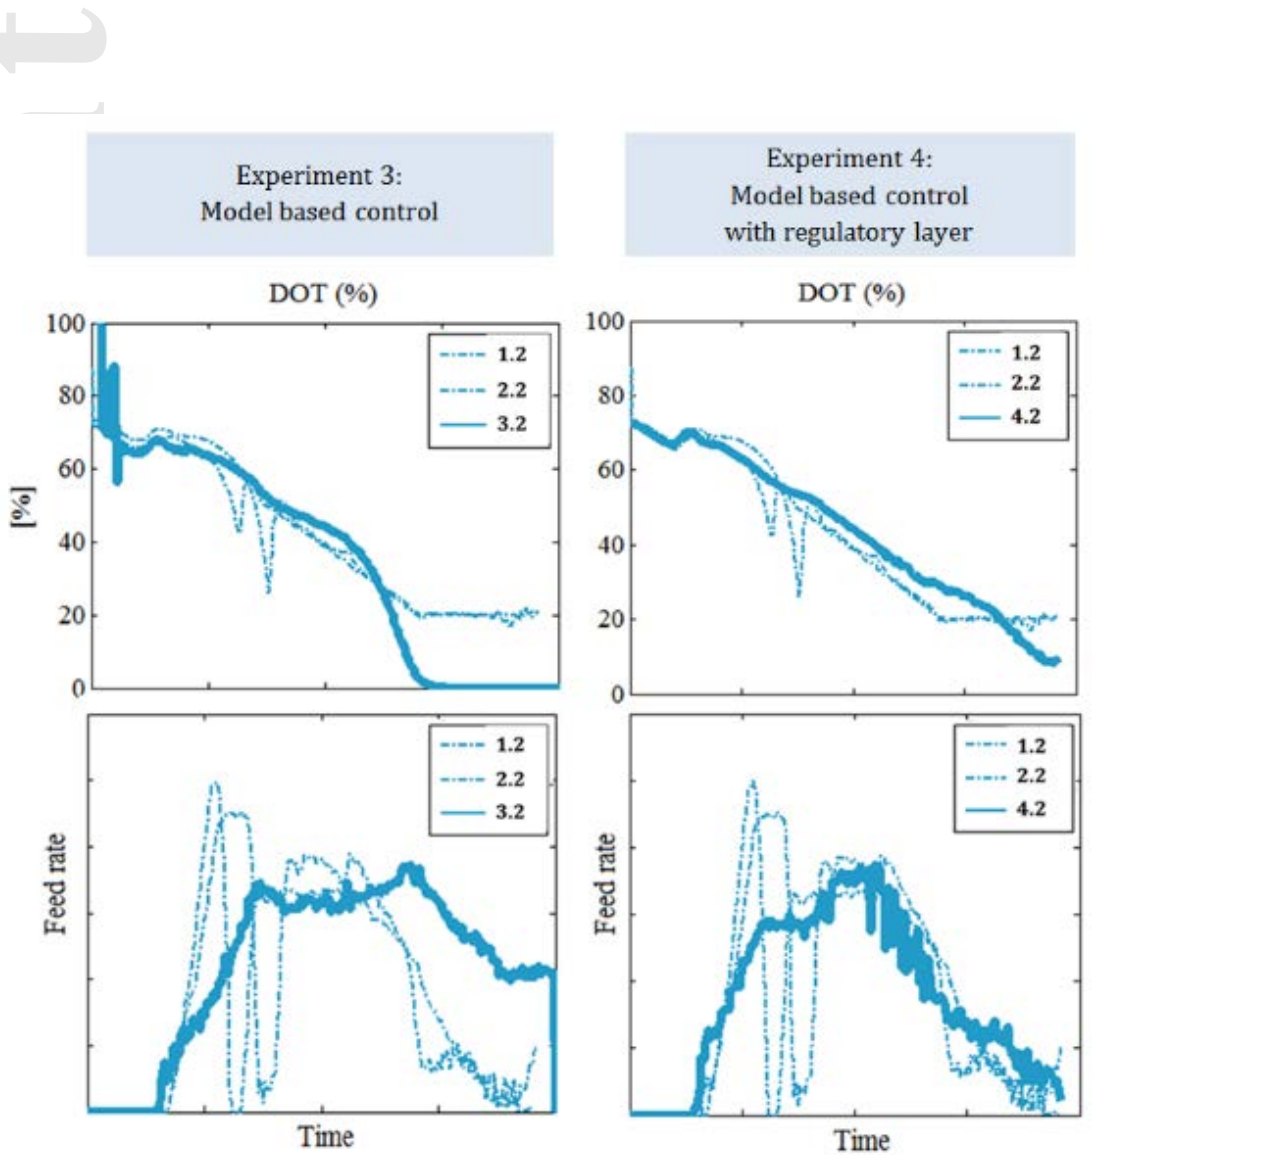 t
Experiment 3:
Model based control
Experiment 4:
Model based control
with regulatory layer
DOT (%)
[%]
100
80
60
40
20
0
1.2
2.2
3.2
DOT (%)
100
80
60
40
20
0
1.2
2.2
4.2
Feed rate
1.2
2.2
3.2
Time
Feed rate
1.2
2.2
4.2
Time